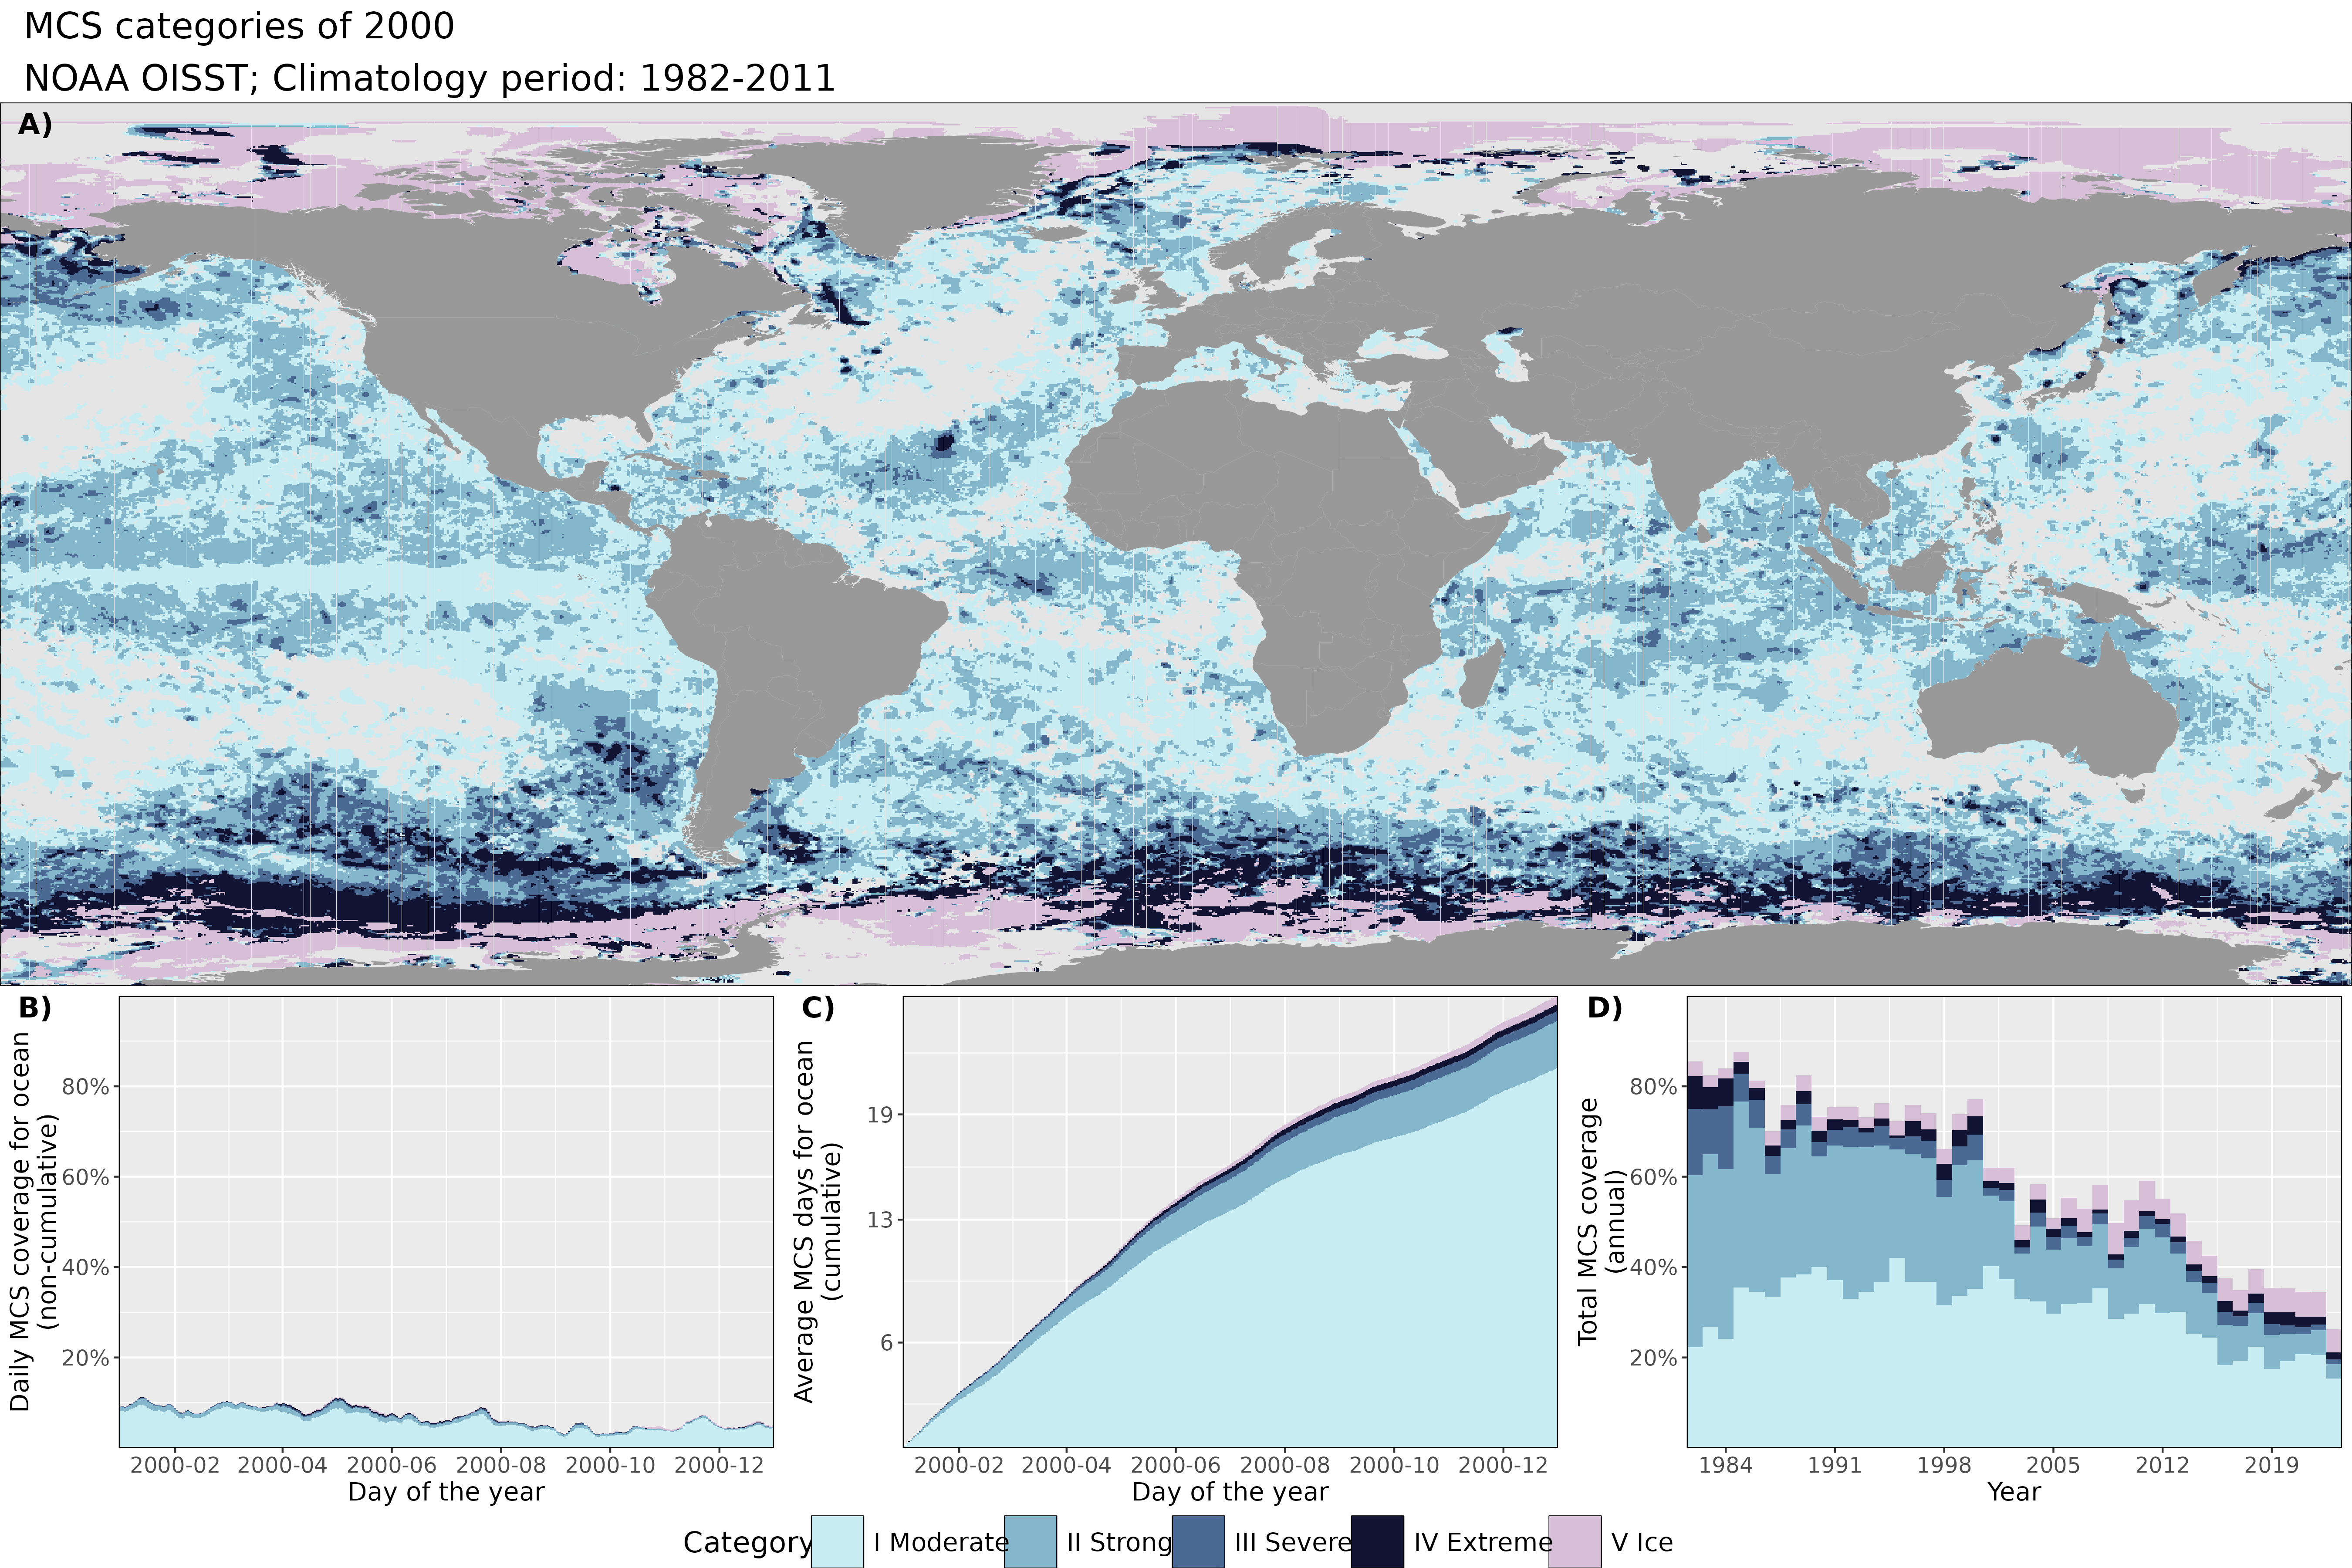 MCS categories of 2000
NOAA OISST; Climatology period: 1982-2011
A)
B)
Daily MCS coverage for ocean
(non-cumulative)
80%
60%
40%
20%
2000-02 2000-04 2000-06 2000-08 2000-10 2000-12
Day of the year
C)
Average MCS days for ocean
(cumulative)
19
13
6
2000-02 2000-04 2000-06 2000-08 2000-10 2000-12
Day of the year
D)
Total MCS coverage
(annual)
80%
60%
40%
20%
1984 1991 1998 2005 2012 2019
Year
Category I Moderate II Strong III Severe IV Extreme V Ice